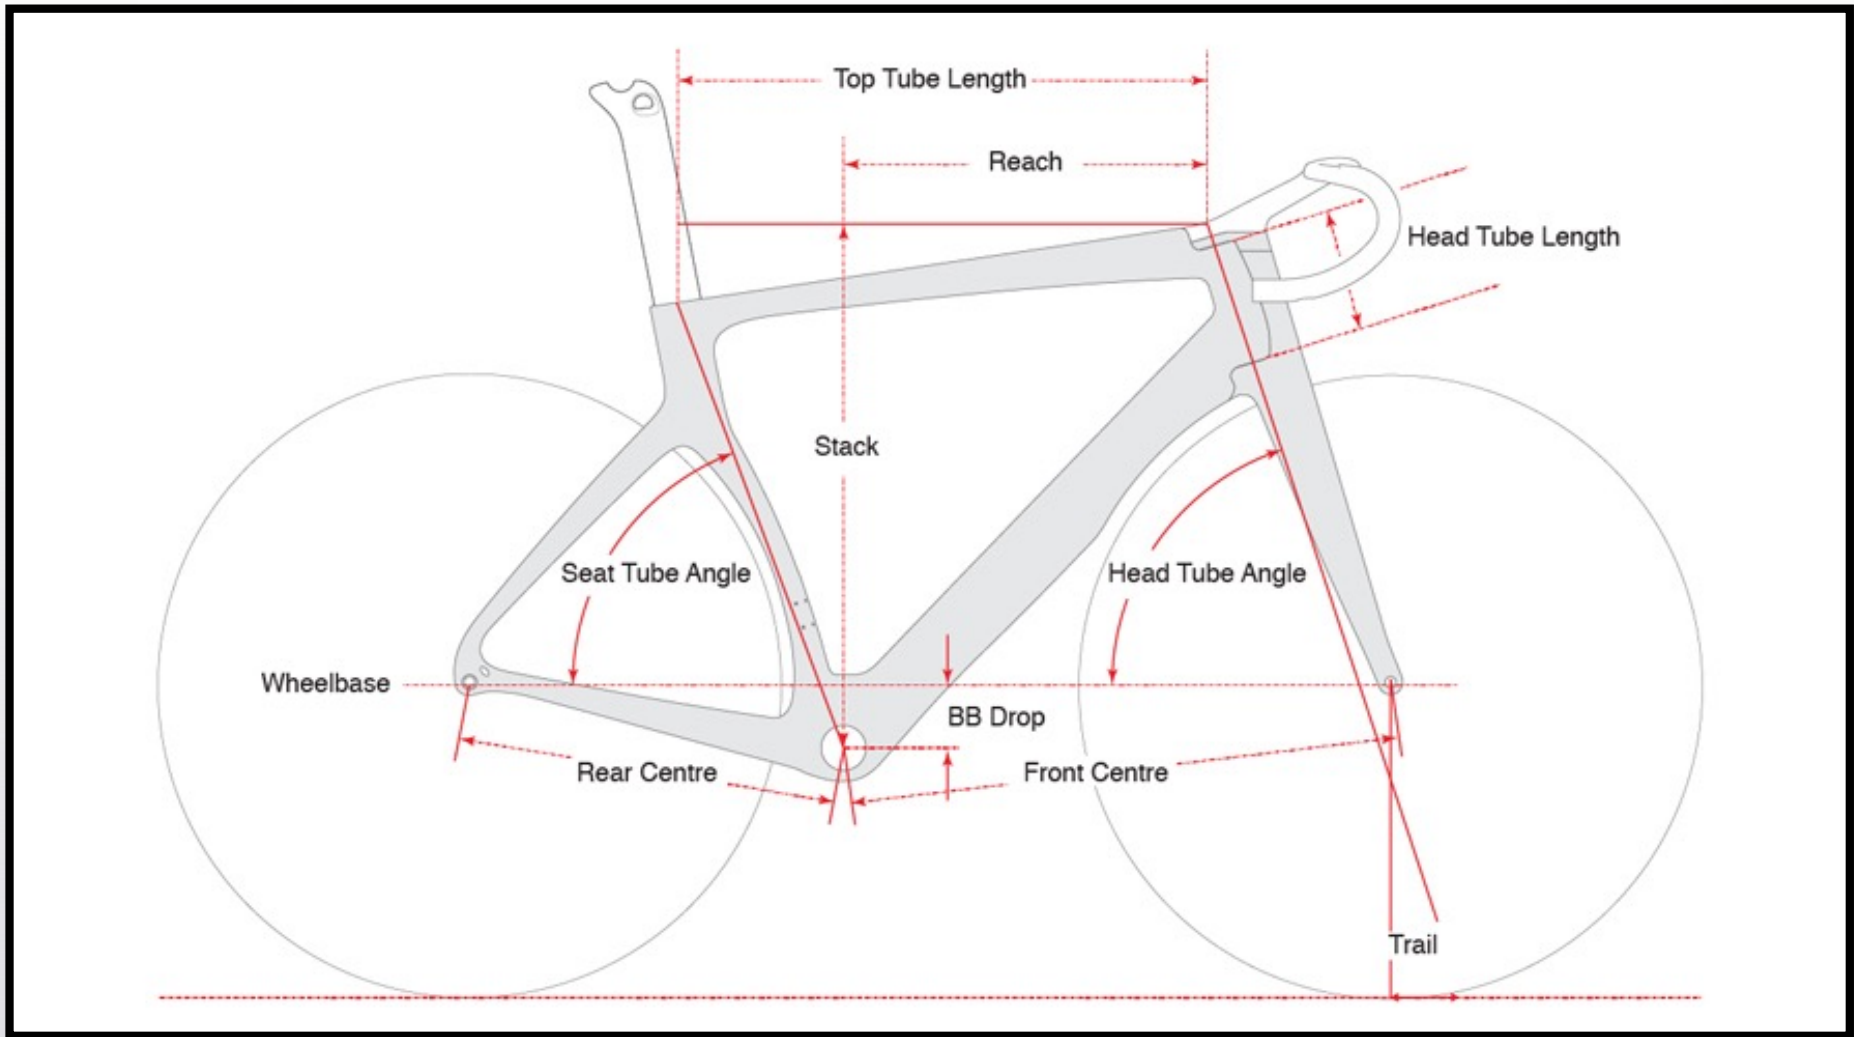 Top Tube Length
Reach
Head Tube Length
Stack
Seat Tube Angle
Head Tube Angle
Wheelbase
BB Drop
Rear Centre
Front Centre
Trail